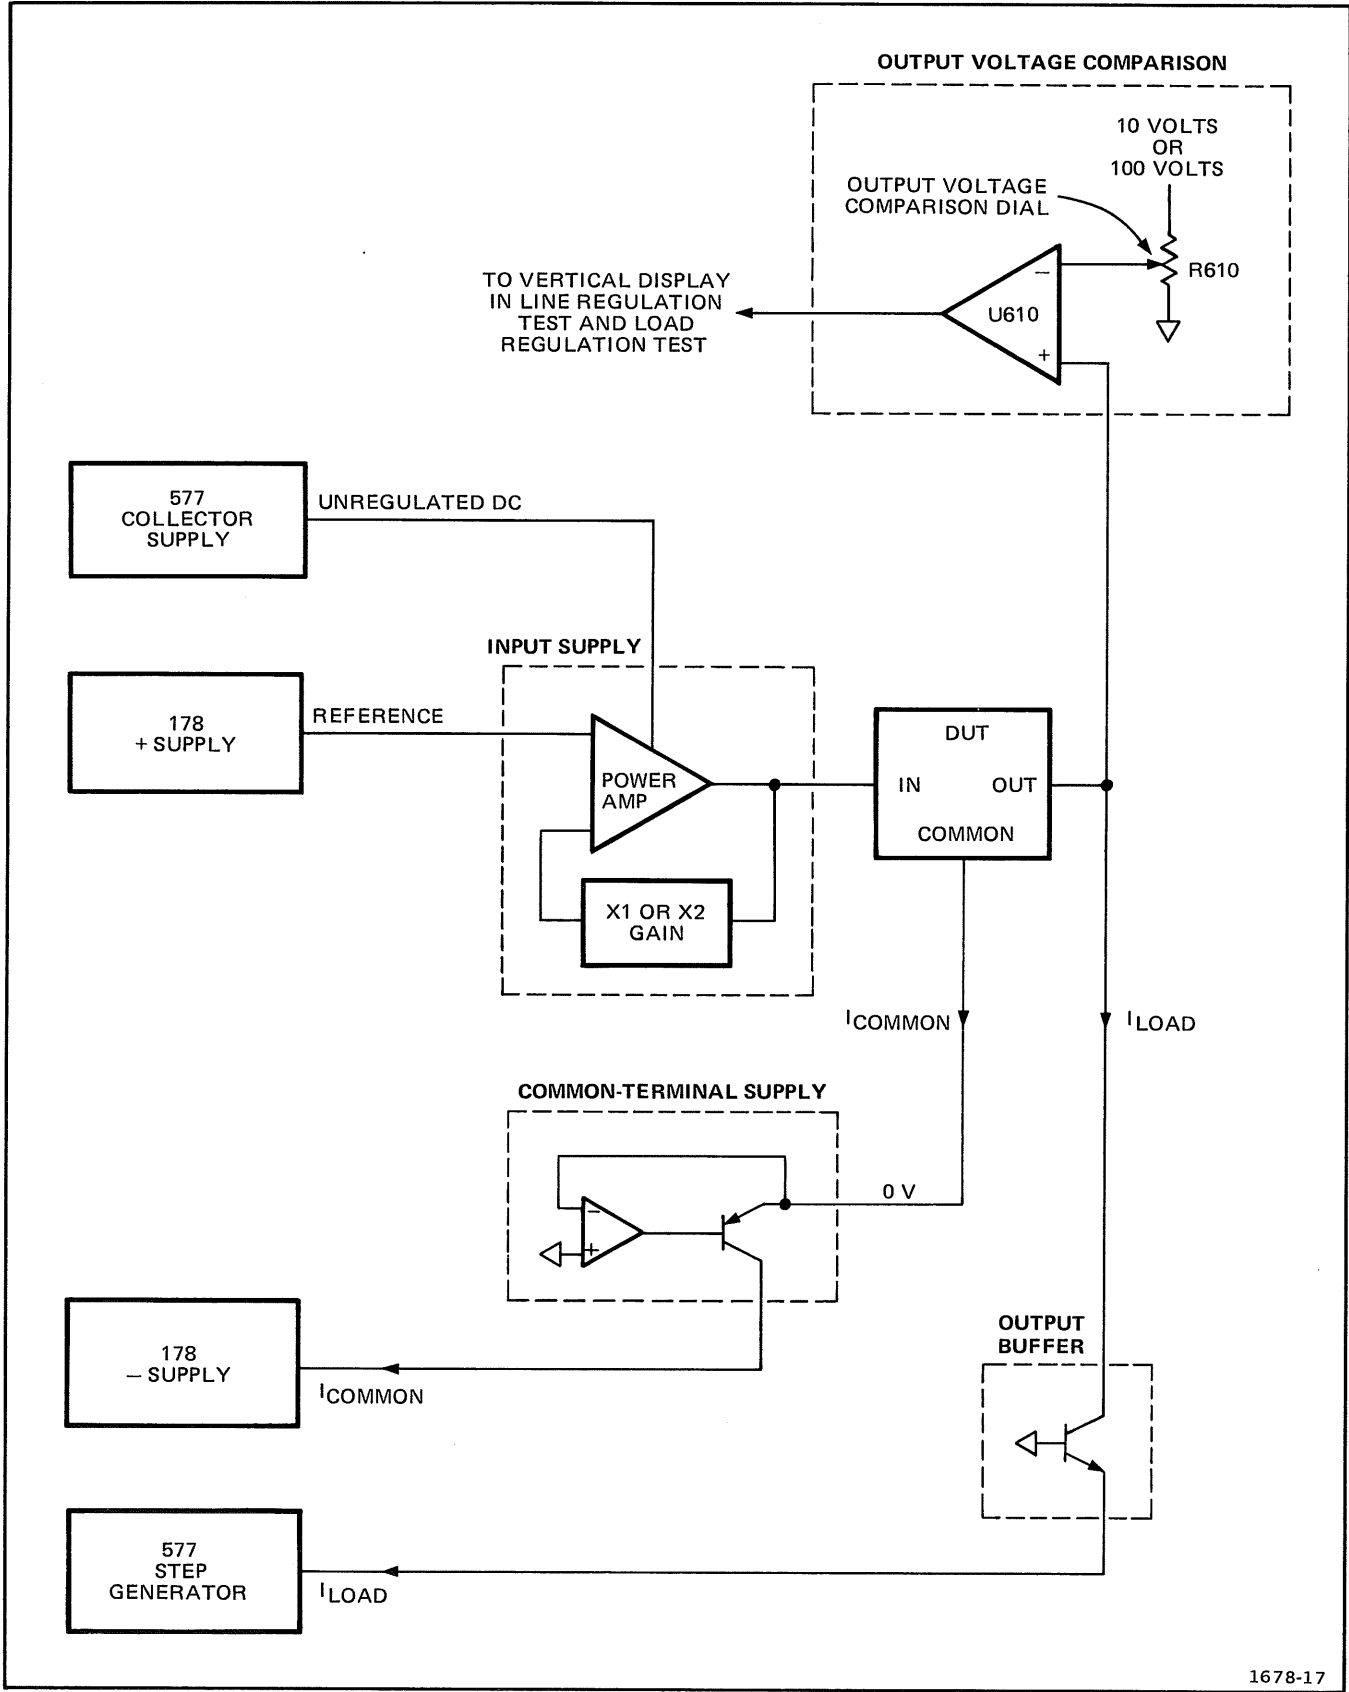 OUTPUT VOLTAGE COMPARISON
10 VOLTS
OR
100 VOLTS
OUTPUT VOLTAGE
COMPARISON DIAL
R610
−
U610
+
TO VERTICAL DISPLAY
IN LINE REGULATION
TEST AND LOAD
REGULATION TEST
577
COLLECTOR
SUPPLY
UNREGULATED DC
INPUT SUPPLY
178
+ SUPPLY
REFERENCE
POWER
AMP
X1 OR X2
GAIN
DUT
IN
OUT
COMMON
ICOMMON
ILOAD
COMMON-TERMINAL SUPPLY
−
+
0 V
178
− SUPPLY
ICOMMON
OUTPUT
BUFFER
577
STEP
GENERATOR
ILOAD
1678-17